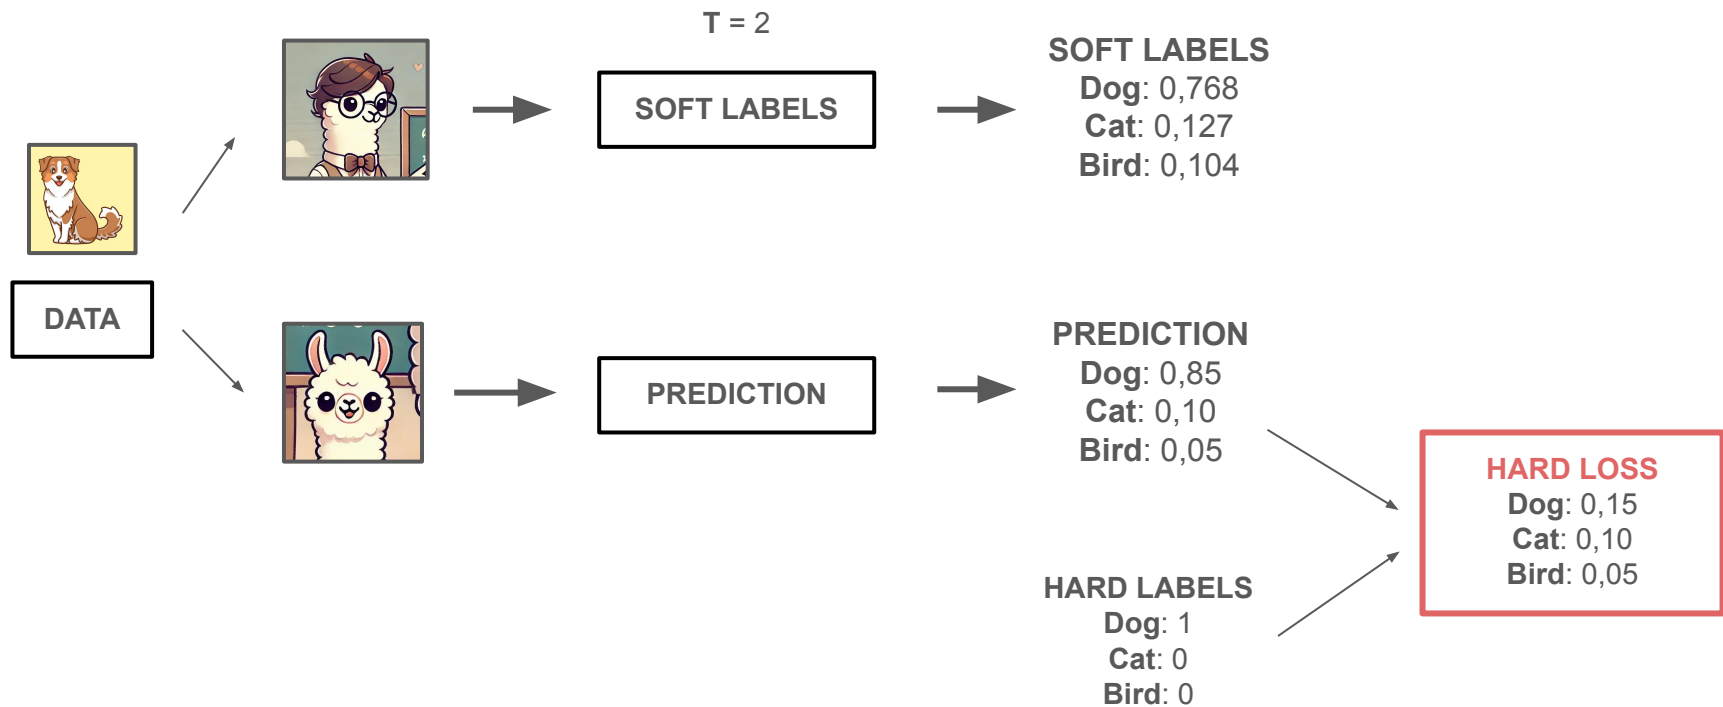 T = 2
SOFT LABELS
SOFT LABELS
Dog: 0,768
Cat: 0,127
Bird: 0,104
DATA
PREDICTION
PREDICTION
Dog: 0,85
Cat: 0,10
Bird: 0,05
HARD LABELS
Dog: 1
Cat: 0
Bird: 0
HARD LOSS
Dog: 0,15
Cat: 0,10
Bird: 0,05